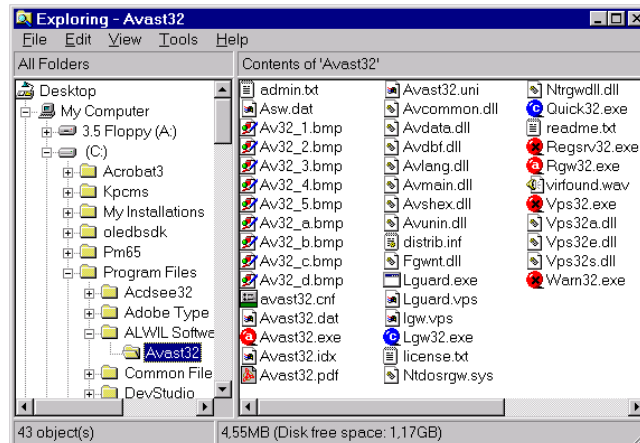 Exploring - Avast32
File Edit View Tools Help
All Folders
Contents of 'Avast32'
Desktop
My Computer
3.5 Floppy (A:)
(C:)
Acrobat3
Kpcms
My Installations
oledbsdk
Pm65
Program Files
Acdsee32
Adobe Type
ALWIL Softwa
Avast32
Common File
DevStudio
admin.txt
Asw.dat
Av32_1.bmp
Av32_2.bmp
Av32_3.bmp
Av32_4.bmp
Av32_5.bmp
Av32_a.bmp
Av32_b.bmp
Av32_c.bmp
Av32_d.bmp
avast32.cnf
Avast32.dat
Avast32.exe
Avast32.idx
Avast32.pdf
Avast32.uni
Avcommon.dll
Avdata.dll
Avdbf.dll
Avlang.dll
Avmain.dll
Avshex.dll
Avunin.dll
distrib.inf
Fgwnt.dll
Lguard.exe
Lguard.vps
lgw.vps
Lgw32.exe
license.txt
Ntdosrgw.sys
Ntrgwdll.dll
Quick32.exe
readme.txt
Regsrv32.exe
Rgw32.exe
virfound.wav
Vps32.exe
Vps32a.dll
Vps32e.dll
Vps32s.dll
Warn32.exe
43 object(s)
4,55MB (Disk free space: 1,17GB)